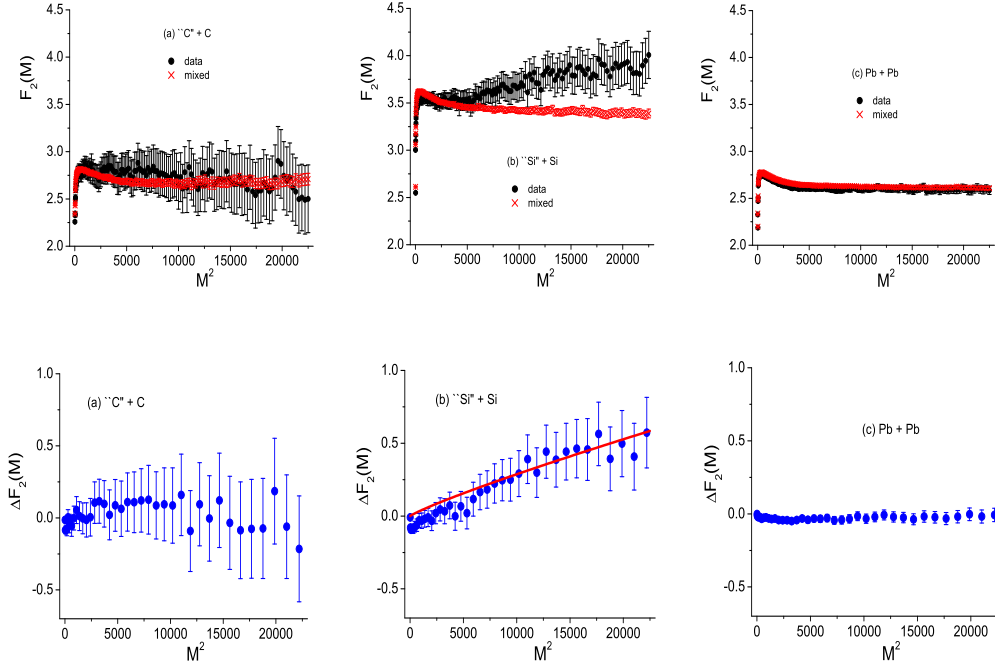 4.5
4.0
3.5
3.0
2.5
2.0
F2(M)
(a) ``C" + C
data
mixed
0 5000 10000 15000 20000
M²
4.5
4.0
3.5
3.0
2.5
2.0
F2(M)
(b) ``Si" + Si
data
mixed
0 5000 10000 15000 20000
M²
4.5
4.0
3.5
3.0
2.5
2.0
F2(M)
(c) Pb + Pb
data
mixed
0 5000 10000 15000 20000
M²
1.0
0.5
0.0
-0.5
ΔF2(M)
(a) ``C" + C
0 5000 10000 15000 20000
M²
1.0
0.5
0.0
-0.5
ΔF2(M)
(b) ``Si" + Si
0 5000 10000 15000 20000
M²
1.0
0.5
0.0
-0.5
ΔF2(M)
(c) Pb + Pb
0 5000 10000 15000 20000
M²